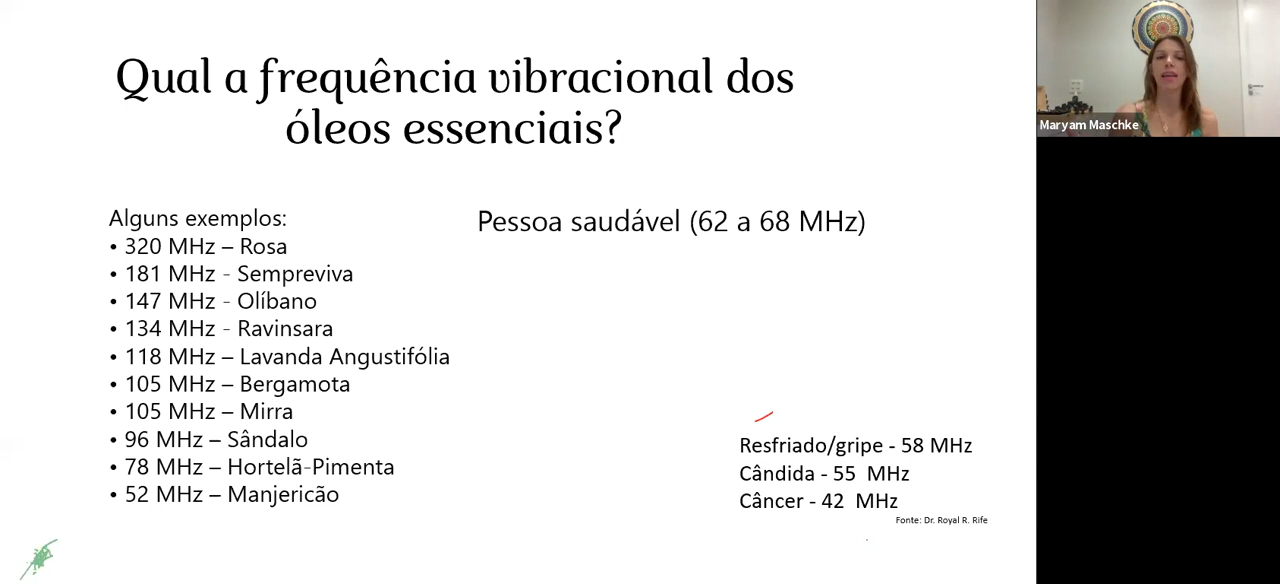 Qual a frequência vibracional dos
óleos essenciais?
Alguns exemplos:
• 320 MHz – Rosa
• 181 MHz - Sempreviva
• 147 MHz - Olíbano
• 134 MHz - Ravinsara
• 118 MHz – Lavanda Angustifólia
• 105 MHz – Bergamota
• 105 MHz – Mirra
• 96 MHz – Sândalo
• 78 MHz – Hortelã-Pimenta
• 52 MHz – Manjericão
Pessoa saudável (62 a 68 MHz)
Resfriado/gripe - 58 MHz
Cândida - 55 MHz
Câncer - 42 MHz
Fonte: Dr. Royal R. Rife
Maryam Maschke